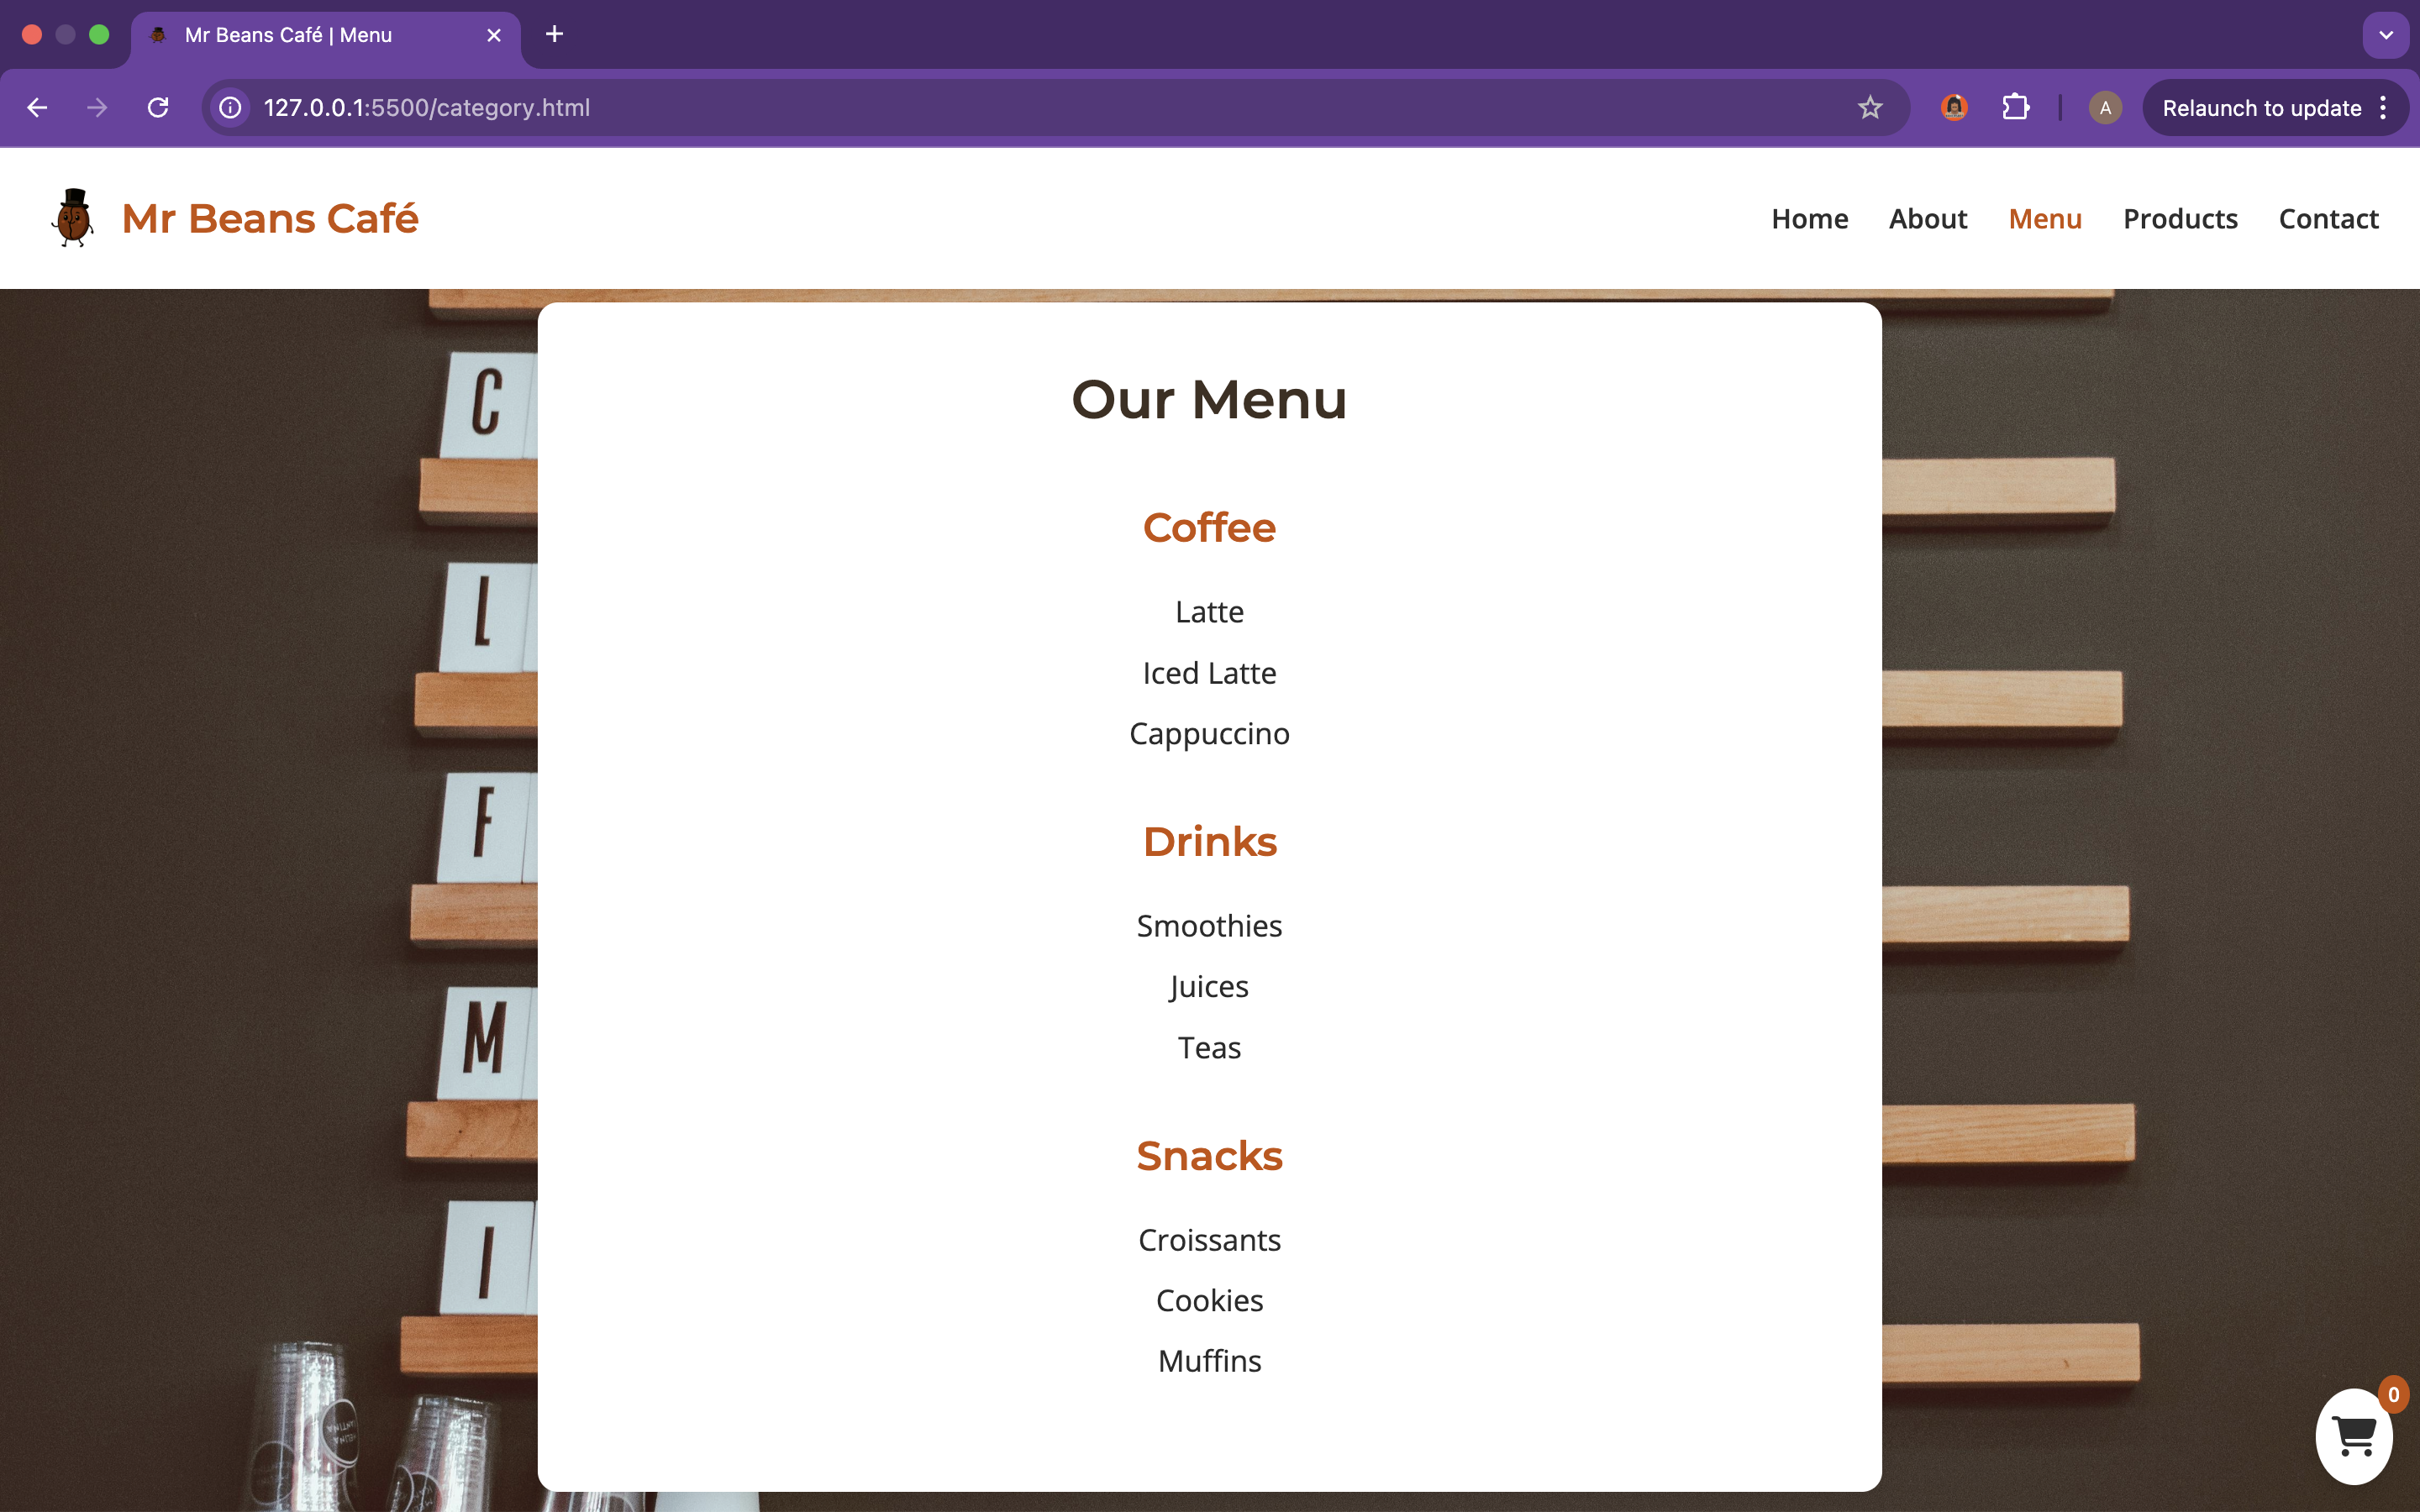 Mr Beans Café | Menu
127.0.0.1:5500/category.html
A
Relaunch to update
Mr Beans Café
Home About Menu Products Contact
Our Menu
C
L
F
M
I
Coffee
Latte
Iced Latte
Cappuccino
Drinks
Smoothies
Juices
Teas
Snacks
Croissants
Cookies
Muffins
0